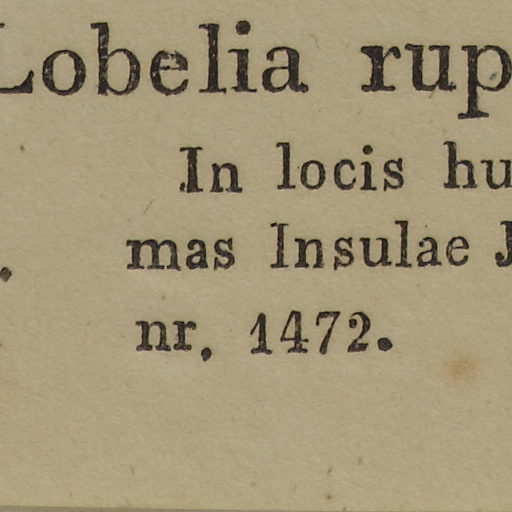 Lobelia rup
In locis hu
mas Insulae J
nr. 1472.